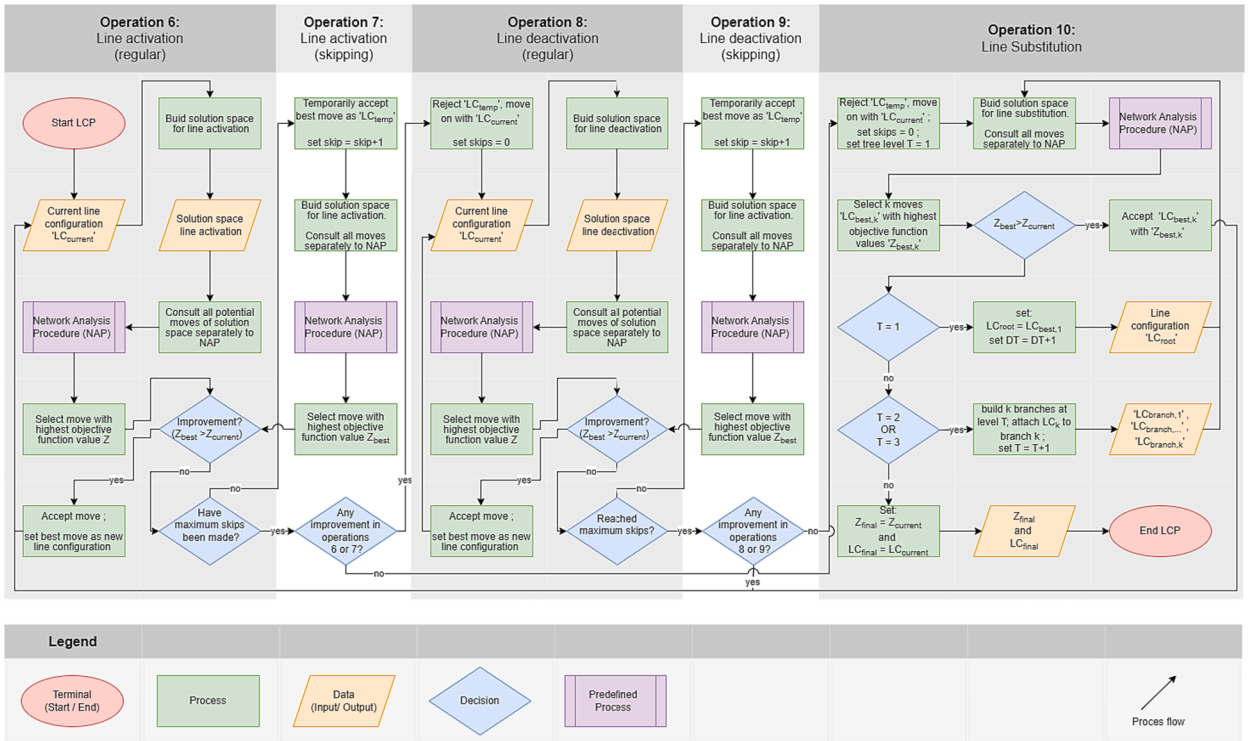 Operation 6:
Line activation
(regular)
Operation 7:
Line activation
(skipping)
Operation 8:
Line deactivation
(regular)
Operation 9:
Line deactivation
(skipping)
Operation 10:
Line Substitution
Start LCP
Buid solution space
for line activation
Current line
configuration
'LCcurrent'
Solution space
line activation
Network Analysis
Procedure (NAP)
Consult all potential
moves of solution
space separately to
NAP
Select move with
highest objective
function value Z
Improvement?
(Zbest >Zcurrent)
no
yes
no
Accept move ;
set best move as new
line configuration
Have
maximum skips
been made?
yes
Temporarily accept
best move as 'LCtemp'
set skip = skip+1
Buid solution space
for line activation.
Consult all moves
separately to NAP
Network Analysis
Procedure (NAP)
Select move with
highest objective
function value Zbest
Any
improvement in
operations
6 or 7?
yes
no
Reject 'LCtemp', move
on with 'LCcurrent'
set skips = 0
Buid solution space
for line deactivation
Current line
configuration
'LCcurrent'
Solution space
line deactivation
Network Analysis
Procedure (NAP)
Consult all potential
moves of solution
space separately to
NAP
Select move with
highest objective
function value Z
Improvement?
(Zbest >Zcurrent)
no
yes
no
Accept move ;
set best move as new
line configuration
Reached
maximum skips?
yes
Temporarily accept
best move as 'LCtemp'
set skip = skip+1
Buid solution space
for line activation.
Consult all moves
separately to NAP
Network Analysis
Procedure (NAP)
Select move with
highest objective
function value Zbest
Any
improvement in
operations
8 or 9?
no
yes
Reject 'LCtemp', move
on with 'LCcurrent' ;
set skips = 0 ;
set tree level T = 1
Buid solution space
for line substitution.
Consult all moves
separately to NAP
Network Analysis
Procedure (NAP)
Select k moves
'LCbest,k' with highest
objective function
values 'Zbest,k'
Zbest>Zcurrent
yes
Accept 'LCbest,k'
with 'Zbest,k'
T = 1
yes
set:
LCroot = LCbest,1
set DT = DT+1
Line
configuration
'LCroot'
no
T = 2
OR
T = 3
yes
build k branches at
level T; attach LCk to
branch k ;
set T = T+1
'LCbranch,1' ,
'LCbranch,...' ,
'LCbranch,k'
no
Set:
Zfinal = Zcurrent
and
LCfinal = LCcurrent
Zfinal
and
LCfinal
End LCP
Legend
Terminal
(Start / End)
Process
Data
(Input/ Output)
Decision
Predefined
Process
Proces flow